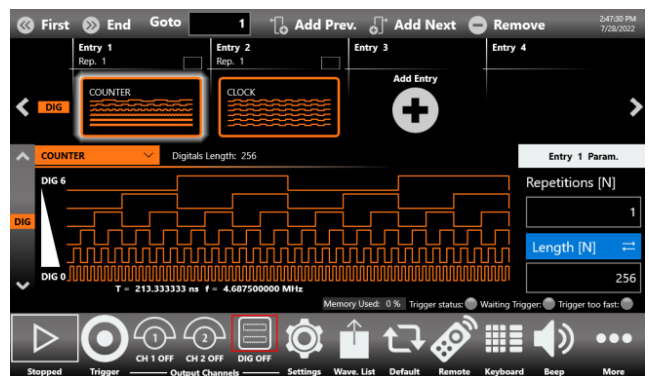 First End Goto 1 Add Prev. Add Next Remove 2:47:30 PM
7/28/2022
Entry 1 Entry 2 Entry 3 Entry 4
Rep. 1 Rep. 1
Add Entry
COUNTER CLOCK
DIG
COUNTER Digitals Length: 256 Entry 1 Param.
DIG 6 Repetitions [N]
1
DIG
Length [N]
DIG 0 256
T = 213.333333 ns f = 4.687500000 MHz
Memory Used: 0 % Trigger status: Waiting Trigger: Trigger too fast:
1 2
CH 1 OFF CH 2 OFF DIG OFF
Stopped Trigger Output Channels Settings Wave. List Default Remote Keyboard Beep More